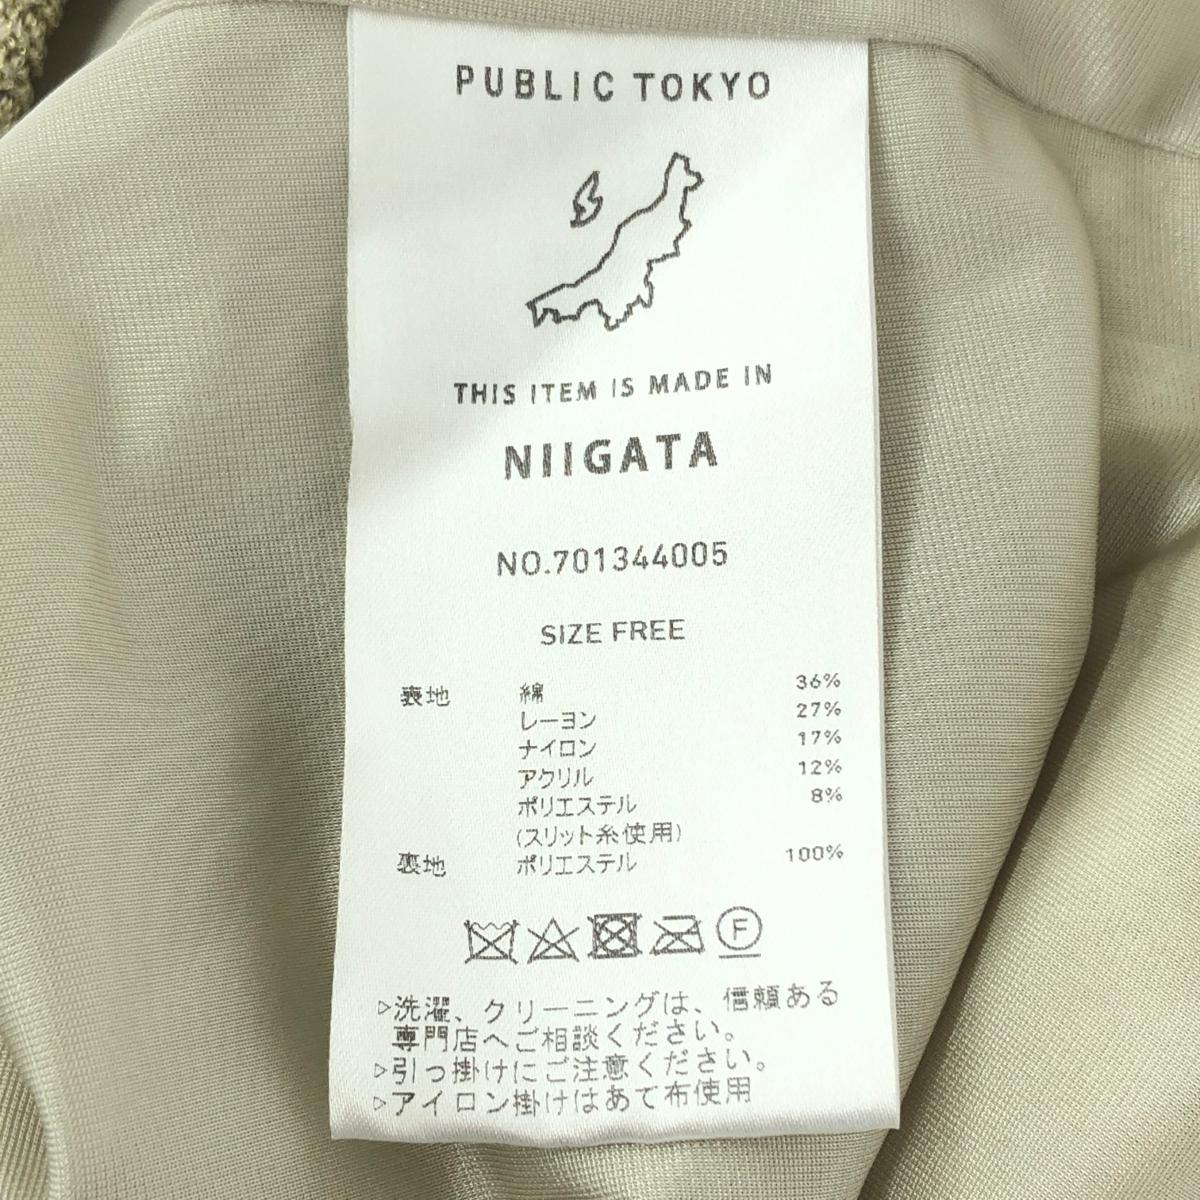 PUBLIC TOKYO
THIS ITEM IS MADE IN
NIIGATA
NO.701344005
SIZE FREE
表地 綿 36%
レーヨン 27%
ナイロン 17%
アクリル 12%
ポリエステル 8%
(スリット糸使用)
裏地 ポリエステル 100%
F
▷洗濯、クリーニングは、信頼ある
専門店へご相談ください。
▷引っ掛けにご注意ください。
▷アイロン掛けはあて布使用